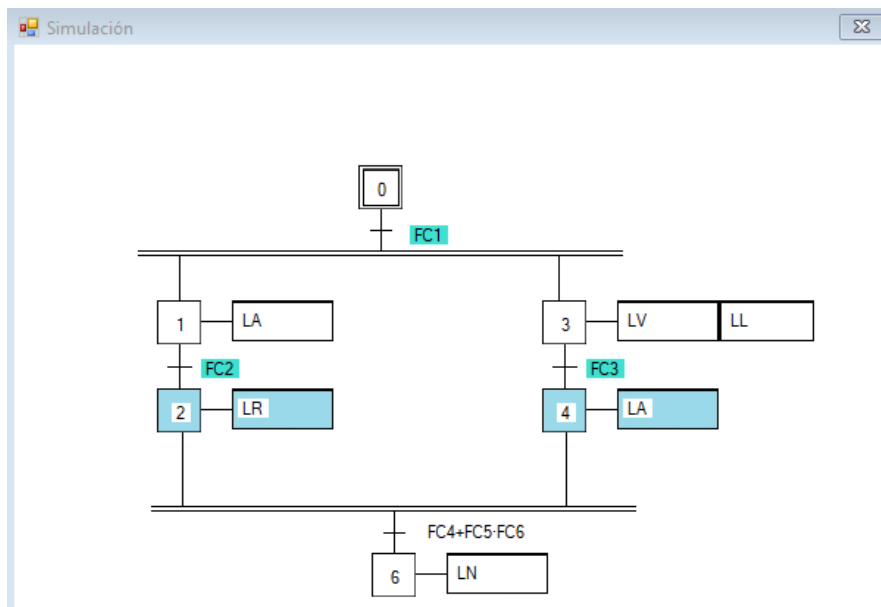 Simulación
0
FC1
1 LA 3 LV LL
FC2 FC3
2 LR 4 LA
FC4+FC5·FC6
6 LN